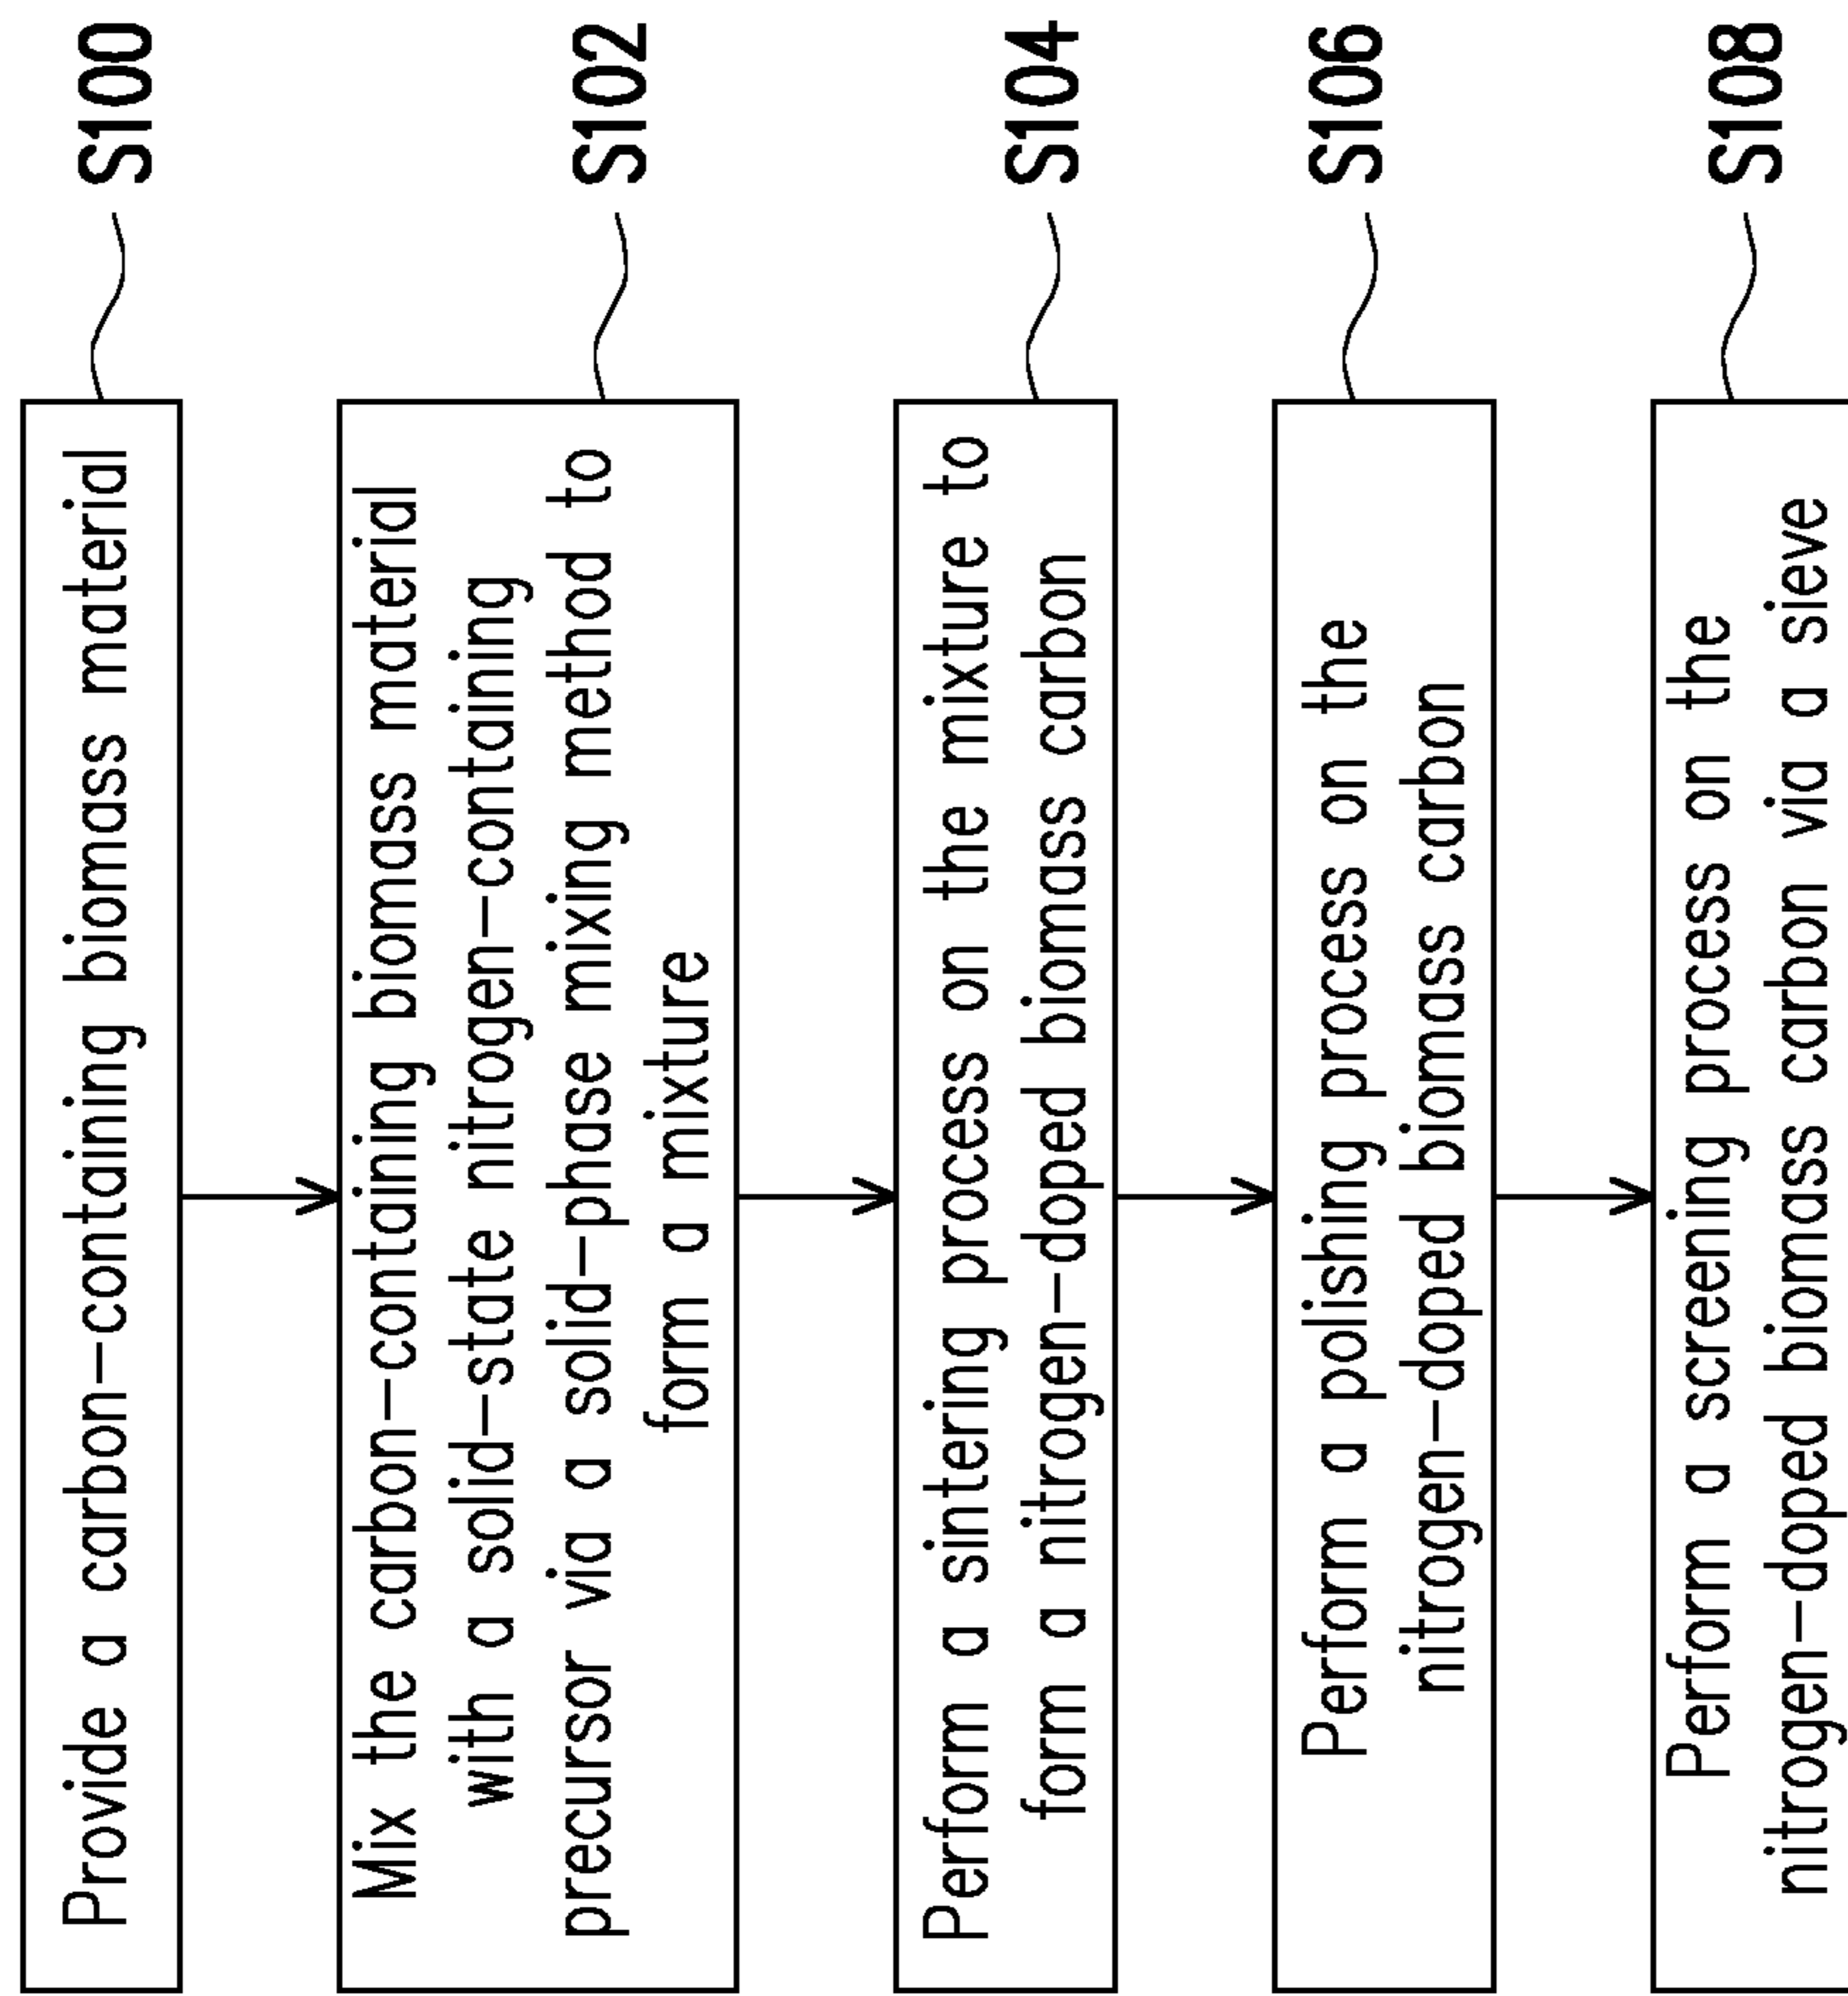 Provide a carbon-containing biomass material
S100
Mix the carbon-containing biomass material
with a solid-state nitrogen-containing
precursor via a solid-phase mixing method to
form a mixture
S102
Perform a sintering process on the mixture to
form a nitrogen-doped biomass carbon
S104
Perform a polishing process on the
nitrogen-doped biomass carbon
S106
Perform a screening process on the
nitrogen-doped biomass carbon via a sieve
S108